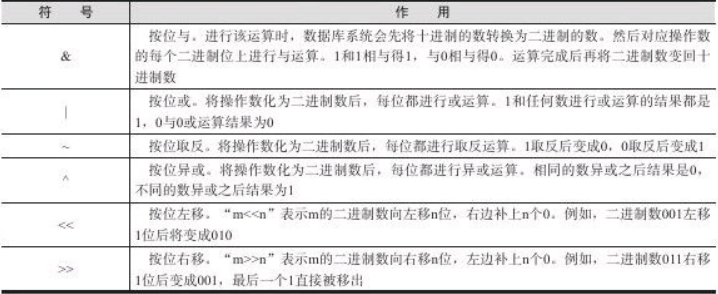 符 号 作 用
& 按位与。进行该运算时，数据库系统会先将十进制的数转换为二进制的数。然后对应操作数
的每个二进制位上进行与运算。1和1相与得1，与0相与得0。运算完成后再将二进制数变回十
进制数
| 按位或。将操作数化为二进制数后，每位都进行或运算。1和任何数进行或运算的结果都是
1，0与0或运算结果为0
~ 按位取反。将操作数化为二进制数后，每位都进行取反运算。1取反后变成0，0取反后变成1
^ 按位异或。将操作数化为二进制数后，每位都进行异或运算。相同的数异或之后结果是0，
不同的数异或之后结果为1
<< 按位左移。“m<<n”表示m的二进制数向左移n位，右边补上n个0。例如，二进制数001左移
1位后将变成010
>> 按位右移。“m>>n”表示m的二进制数向右移n位，左边补上n个0。例如，二进制数011右移
1位后变成001，最后一个1直接被移出